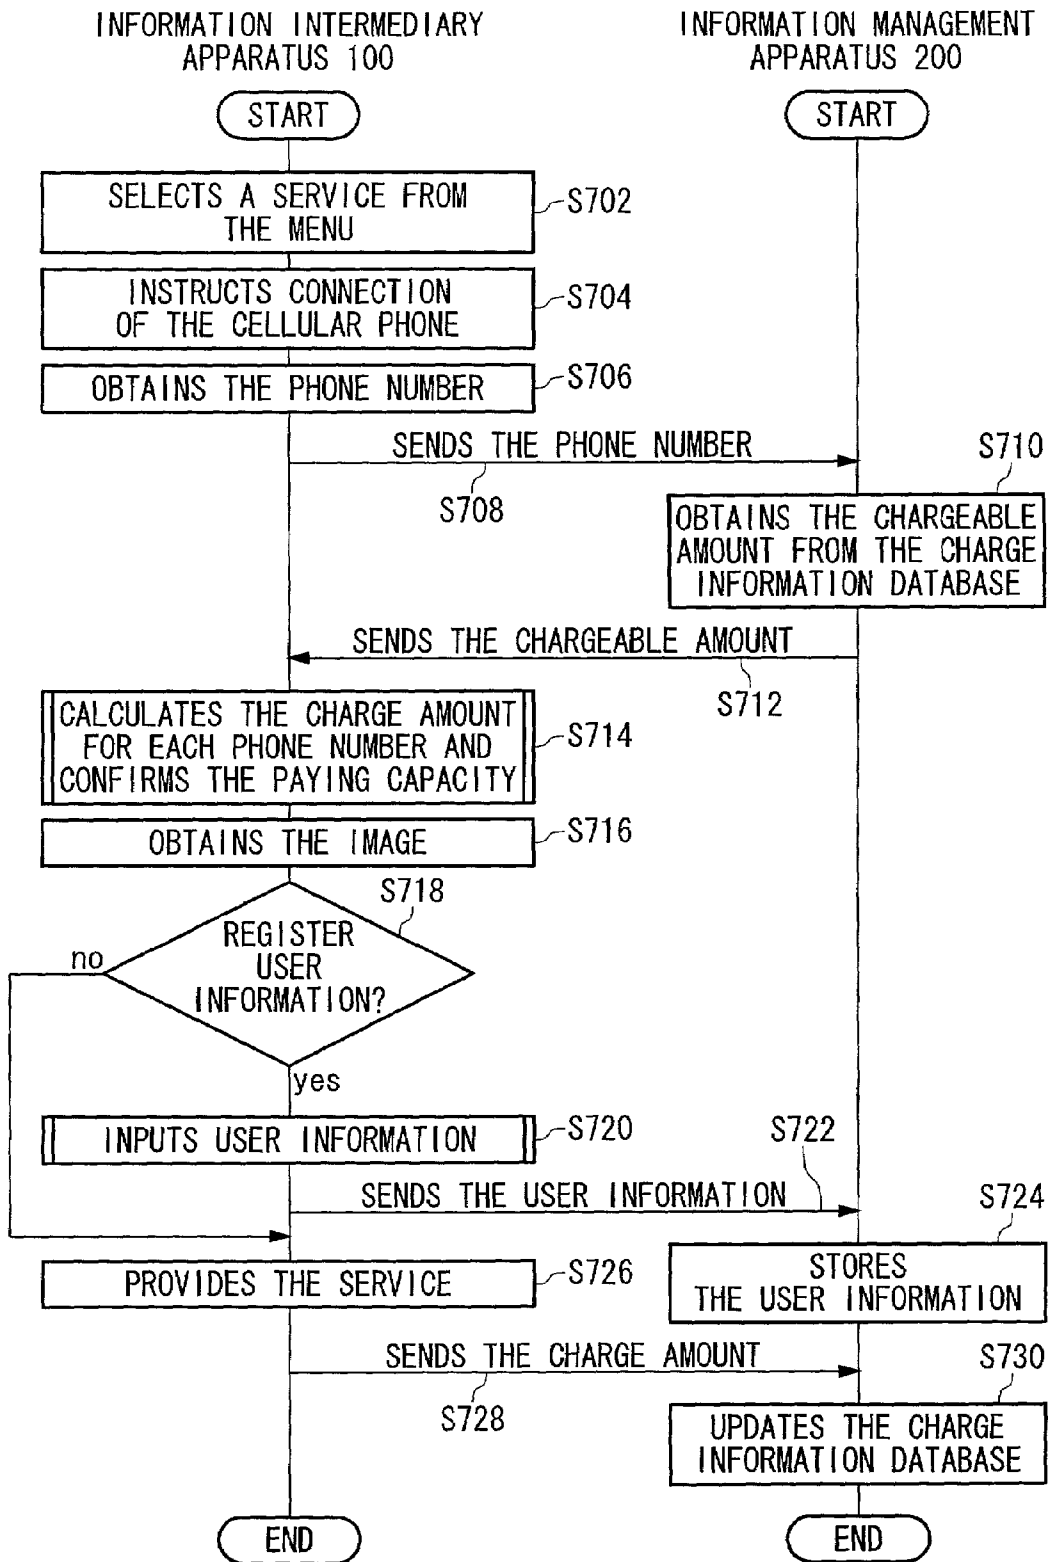 INFORMATION INTERMEDIARY
APPARATUS 100
INFORMATION MANAGEMENT
APPARATUS 200
START
START
SELECTS A SERVICE FROM
THE MENU
S702
INSTRUCTS CONNECTION
OF THE CELLULAR PHONE
S704
OBTAINS THE PHONE NUMBER
S706
SENDS THE PHONE NUMBER
S708
S710
OBTAINS THE CHARGEABLE
AMOUNT FROM THE CHARGE
INFORMATION DATABASE
SENDS THE CHARGEABLE AMOUNT
S712
CALCULATES THE CHARGE AMOUNT
FOR EACH PHONE NUMBER AND
CONFIRMS THE PAYING CAPACITY
S714
OBTAINS THE IMAGE
S716
S718
REGISTER
USER
INFORMATION?
no
yes
INPUTS USER INFORMATION
S720
S722
SENDS THE USER INFORMATION
S724
STORES
THE USER INFORMATION
PROVIDES THE SERVICE
S726
SENDS THE CHARGE AMOUNT
S728
S730
UPDATES THE CHARGE
INFORMATION DATABASE
END
END